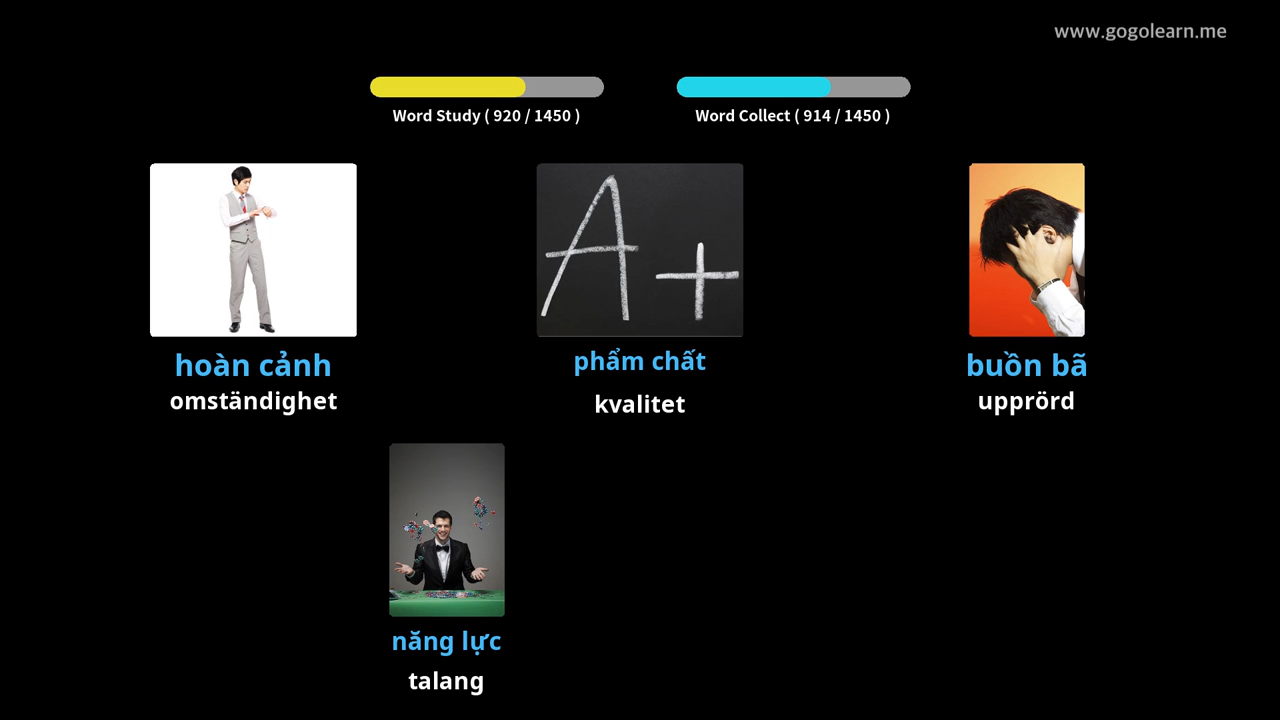 www.gogolearn.me
Word Study ( 920 / 1450 )
Word Collect ( 914 / 1450 )
A+
hoàn cảnh
omständighet
phẩm chất
kvalitet
buồn bã
upprörd
năng lực
talang